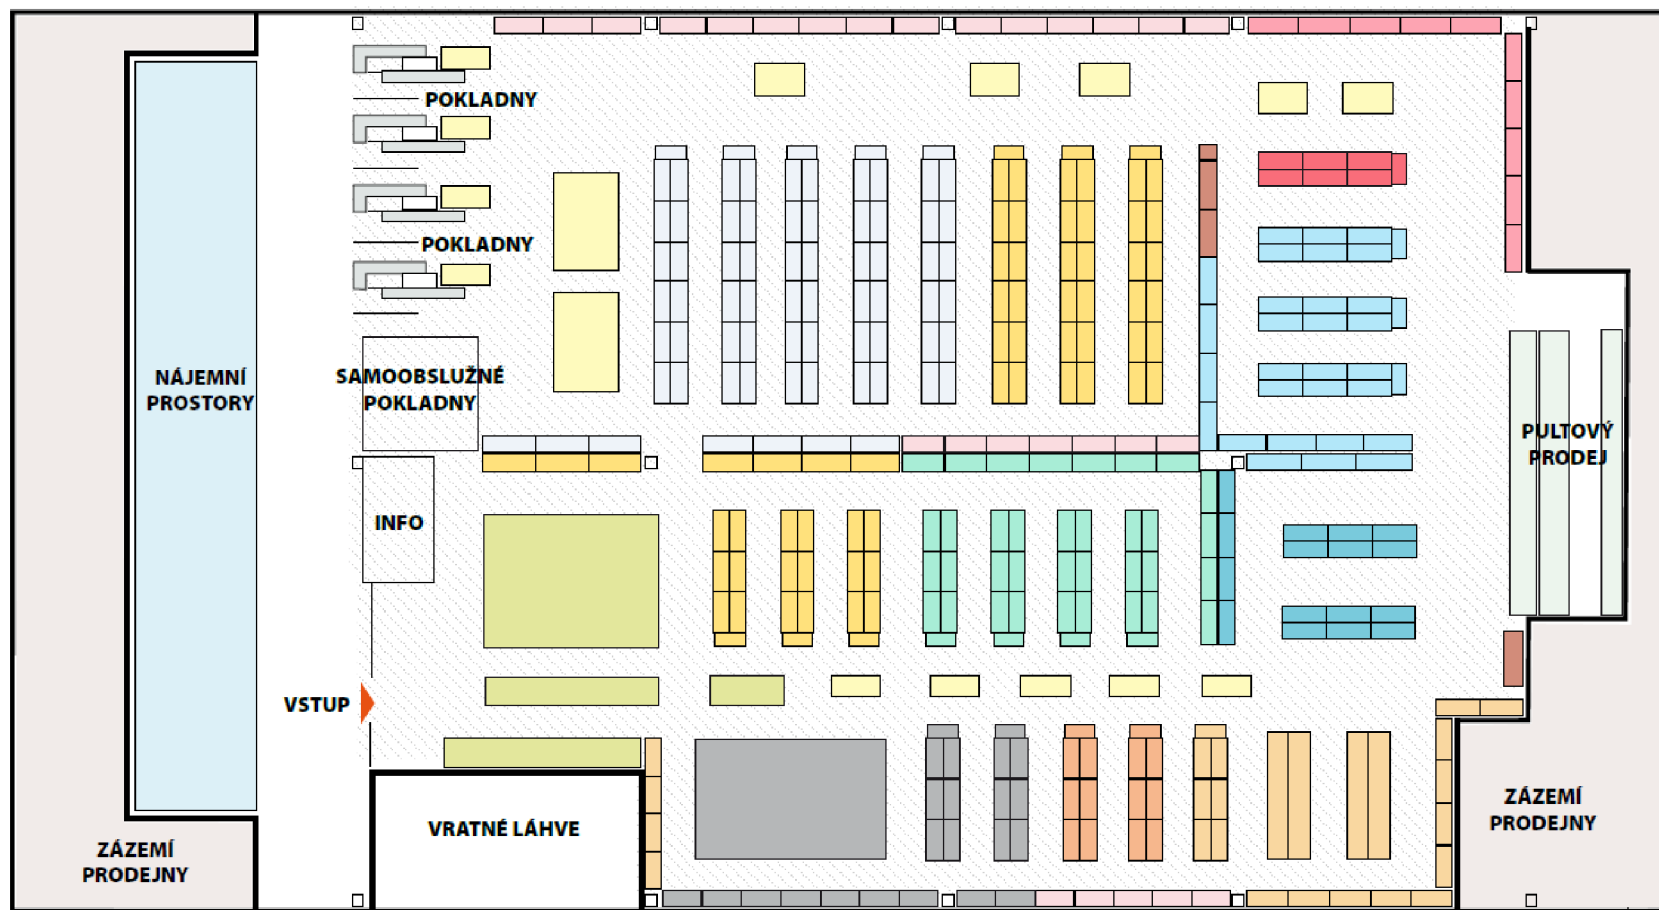 POKLADNY
POKLADNY
SAMOOBSLUŽNÉ
POKLADNY
NÁJEMNÍ
PROSTORY
PULTOVÝ
PRODEJ
INFO
VSTUP
VRATNÉ LÁHVE
ZÁZEMÍ
PRODEJNY
ZÁZEMÍ
PRODEJNY